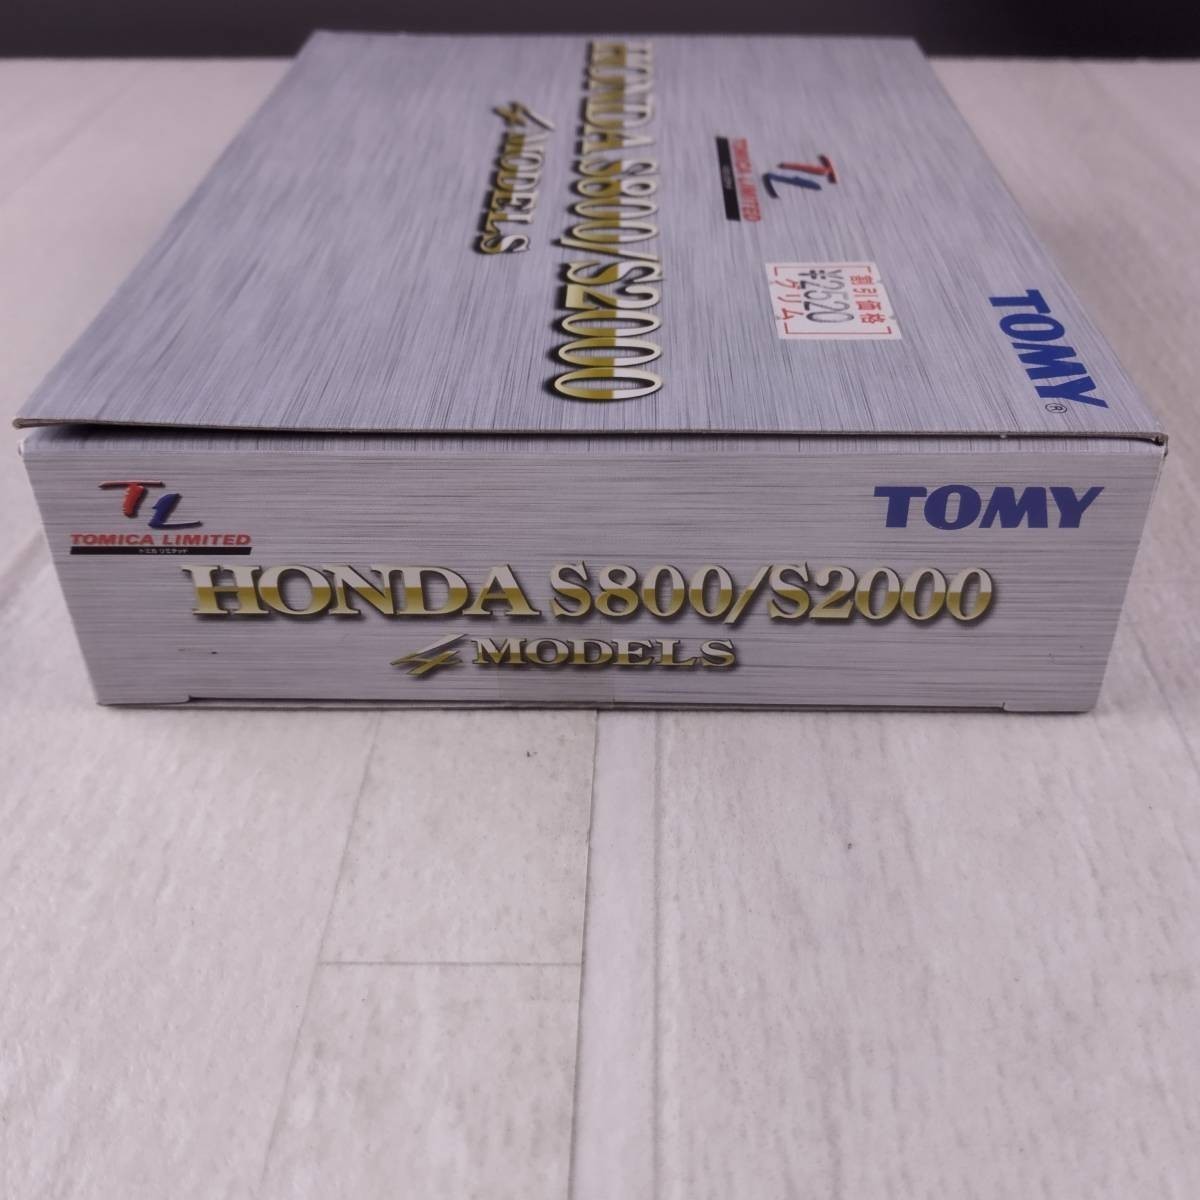 HONDA S800/S2000
4 MODELS
TL
TOMICA LIMITED
割引価格
¥2520
グリム
TOMY®
TL
TOMICA LIMITED
トミカ リミテッド
TOMY
HONDA S800/S2000
4 MODELS